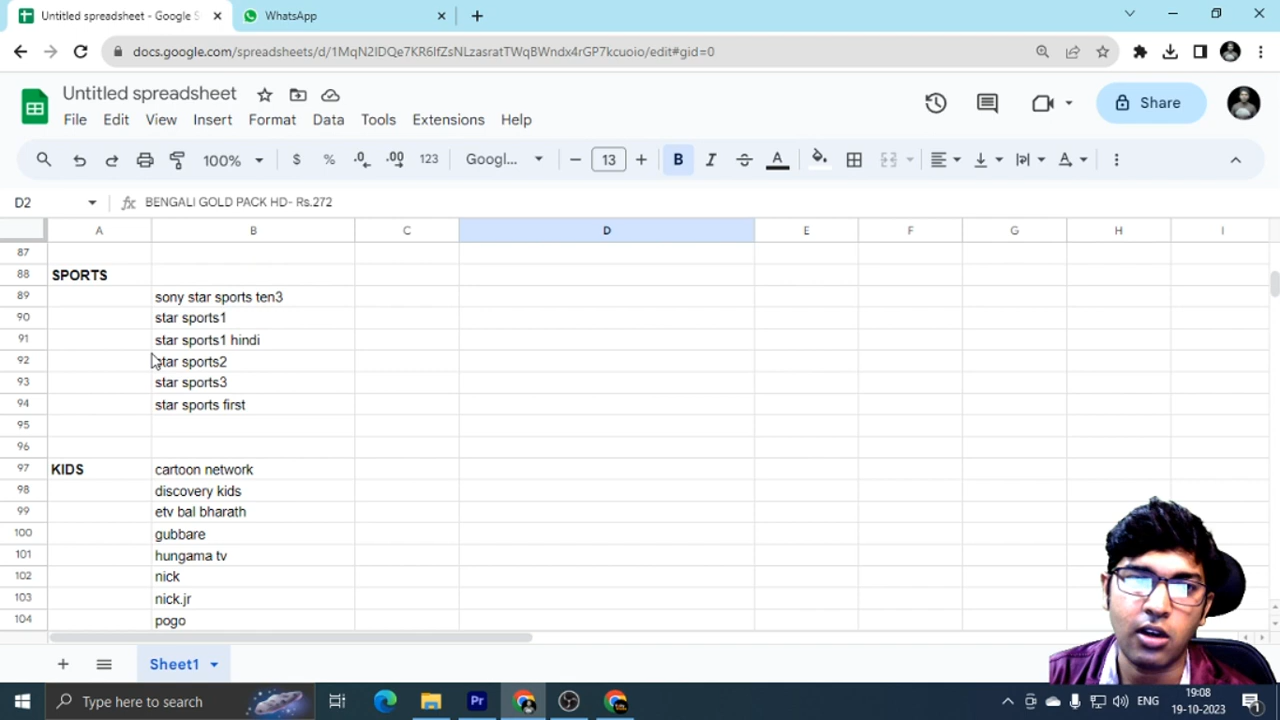 Untitled spreadsheet - Google S
WhatsApp
docs.google.com/spreadsheets/d/1MqN2IDQe7KR6IfZsNLzasratTWqBWndx4rGP7kcuoio/edit#gid=0
Untitled spreadsheet
File Edit View Insert Format Data Tools Extensions Help
Share
100% $ % .0 .00 123 Googl... 13 B I A
D2 fx BENGALI GOLD PACK HD- Rs.272
A B C D E F G H I
87
88 SPORTS
89 sony star sports ten3
90 star sports1
91 star sports1 hindi
92 star sports2
93 star sports3
94 star sports first
95
96
97 KIDS cartoon network
98 discovery kids
99 etv bal bharath
100 gubbare
101 hungama tv
102 nick
103 nick.jr
104 pogo
Sheet1
Type here to search
Pr
ENG
19:08
19-10-2023
1